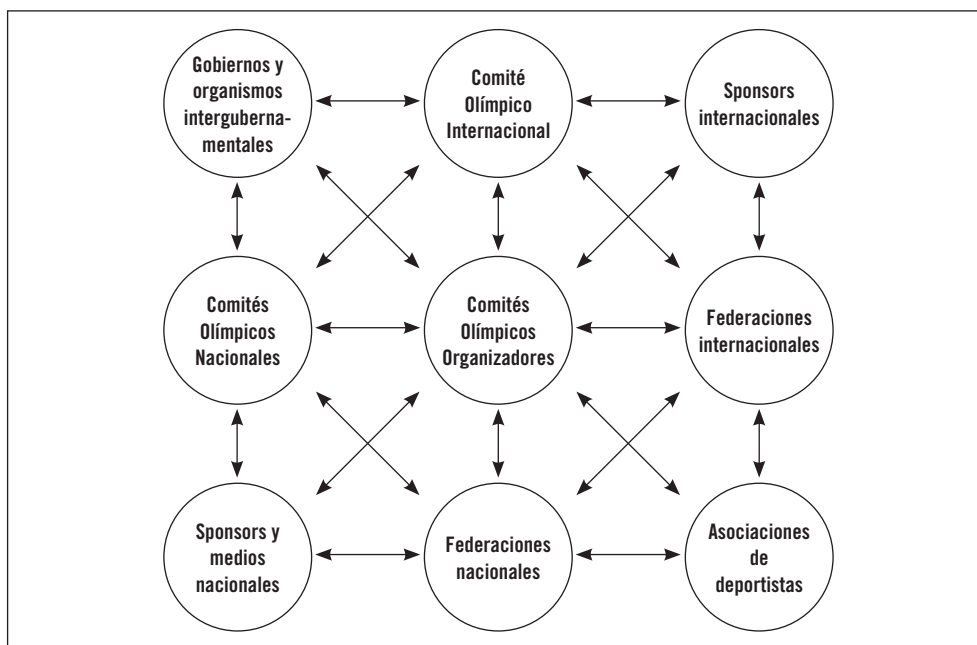 Gobiernos y
organismos
interguberna-
mentales
Comité
Olímpico
Internacional
Sponsors
internacionales
Comités
Olímpicos
Nacionales
Comités
Olímpicos
Organizadores
Federaciones
internacionales
Sponsors y
medios
nacionales
Federaciones
nacionales
Asociaciones
de
deportistas